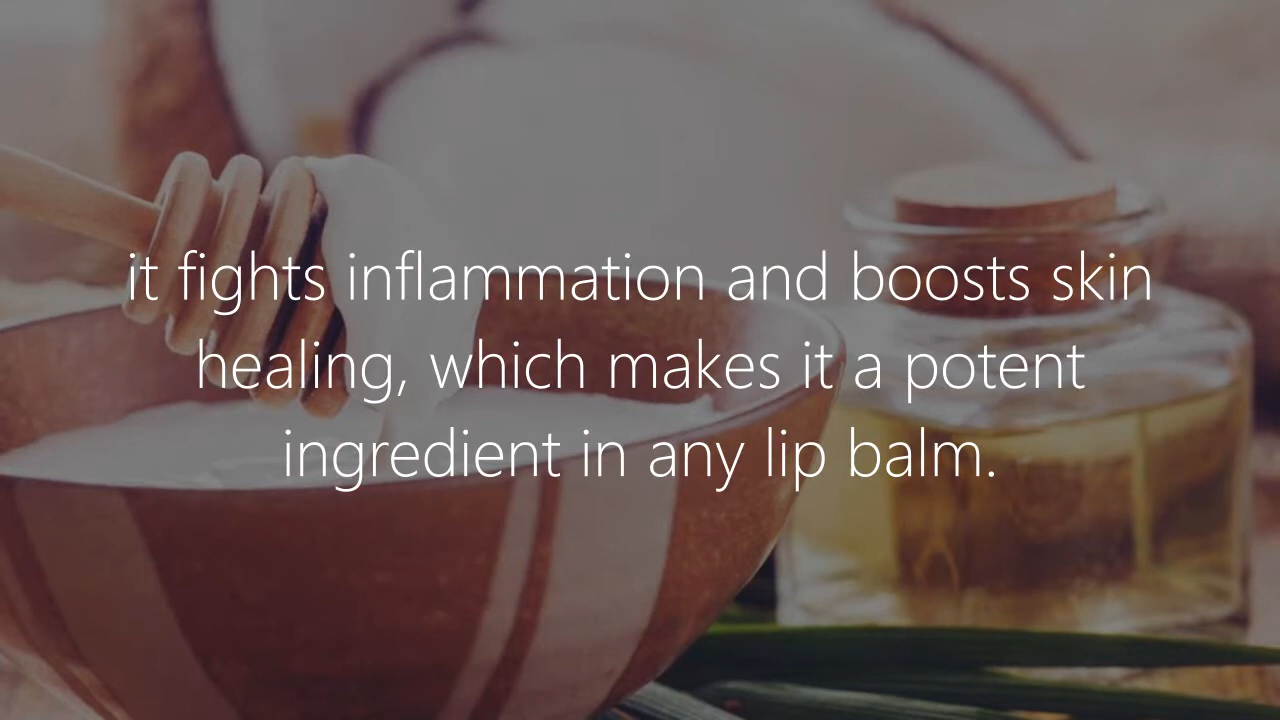 it fights inflammation and boosts skin
healing, which makes it a potent
ingredient in any lip balm.